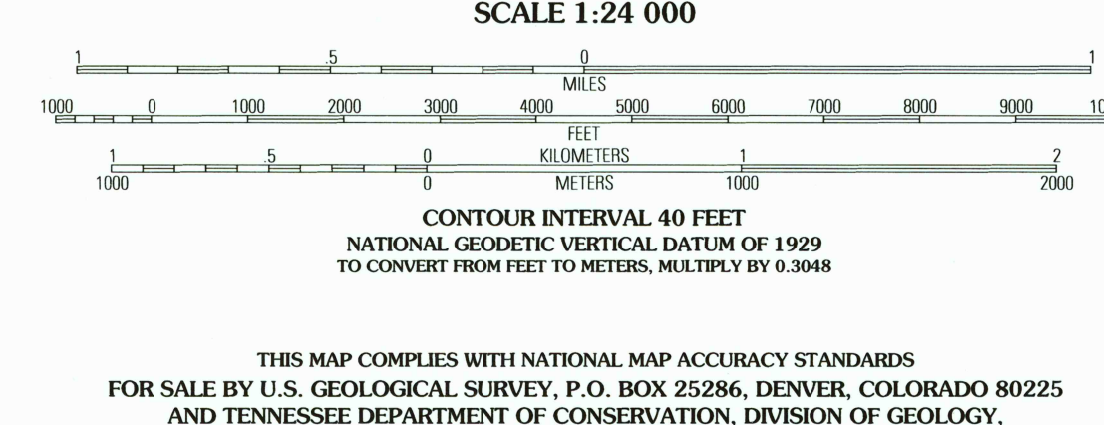 SCALE 1:24 000
1 .5 0 1
MILES
1000 0 1000 2000 3000 4000 5000 6000 7000 8000 9000 10
FEET
1 .5 0 KILOMETERS 1 2
1000 0 METERS 1000 2000
CONTOUR INTERVAL 40 FEET
NATIONAL GEODETIC VERTICAL DATUM OF 1929
TO CONVERT FROM FEET TO METERS, MULTIPLY BY 0.3048
THIS MAP COMPLIES WITH NATIONAL MAP ACCURACY STANDARDS
FOR SALE BY U.S. GEOLOGICAL SURVEY, P.O. BOX 25286, DENVER, COLORADO 80225
AND TENNESSEE DEPARTMENT OF CONSERVATION, DIVISION OF GEOLOGY,